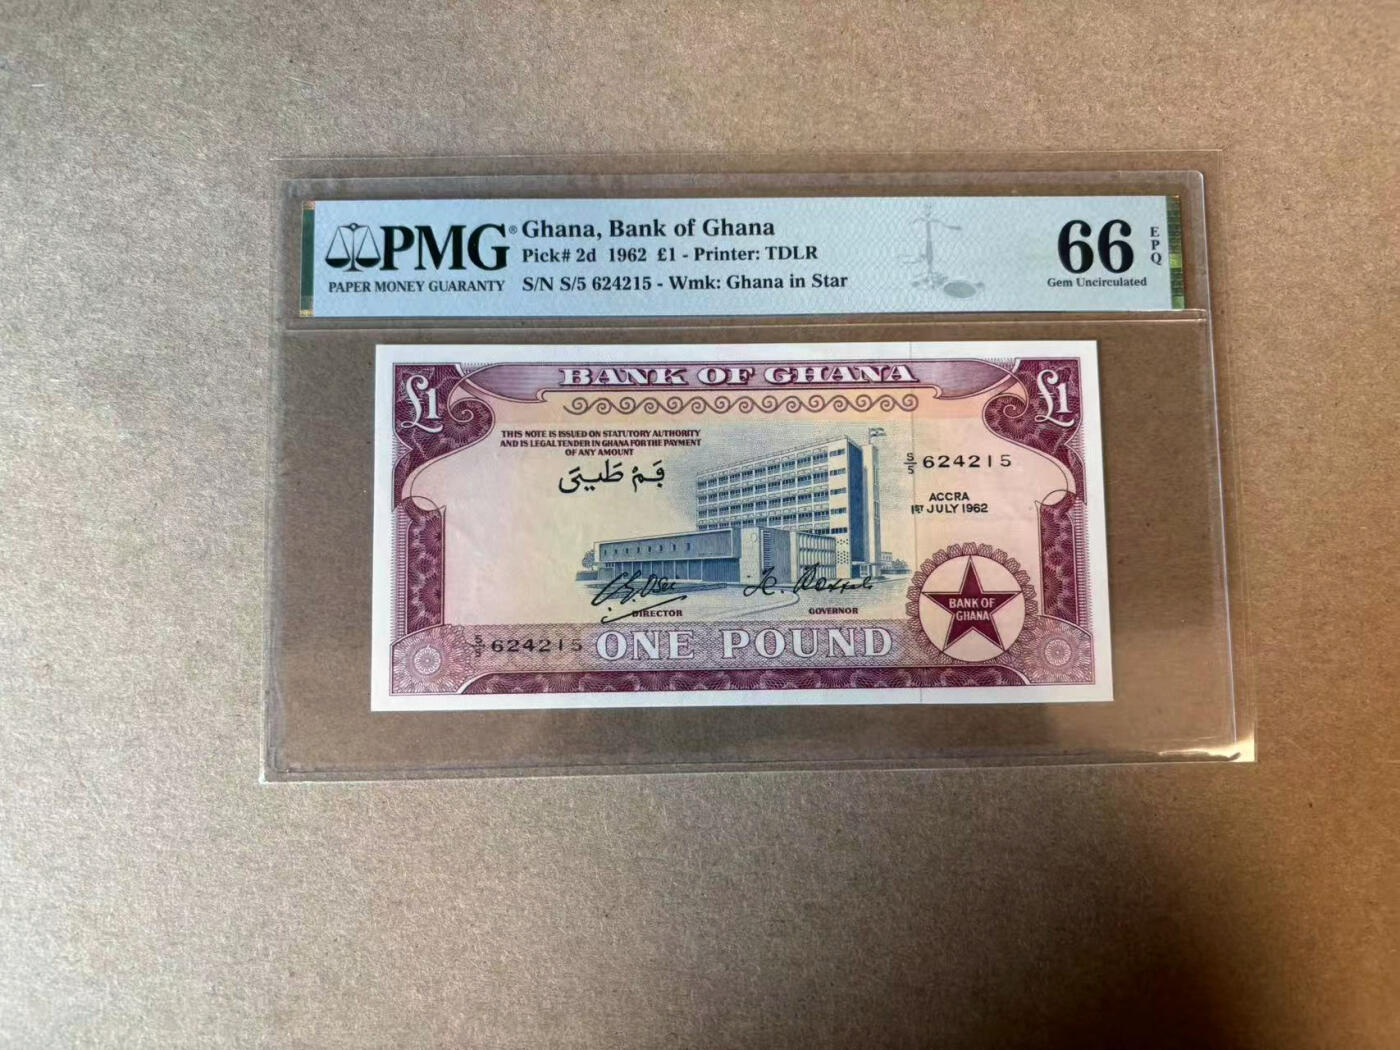 PMG®
PAPER MONEY GUARANTY
Ghana, Bank of Ghana
Pick# 2d 1962 £1 - Printer: TDLR
S/N S/5 624215 - Wmk: Ghana in Star
66
EPQ
Gem Uncirculated
£1
BANK OF GHANA
£1
THIS NOTE IS ISSUED ON STATUTORY AUTHORITY
AND IS LEGAL TENDER IN GHANA FOR THE PAYMENT
OF ANY AMOUNT
S/5 624215
ACCRA
1ST JULY 1962
DIRECTOR
GOVERNOR
BANK OF
GHANA
S/5 624215
ONE POUND